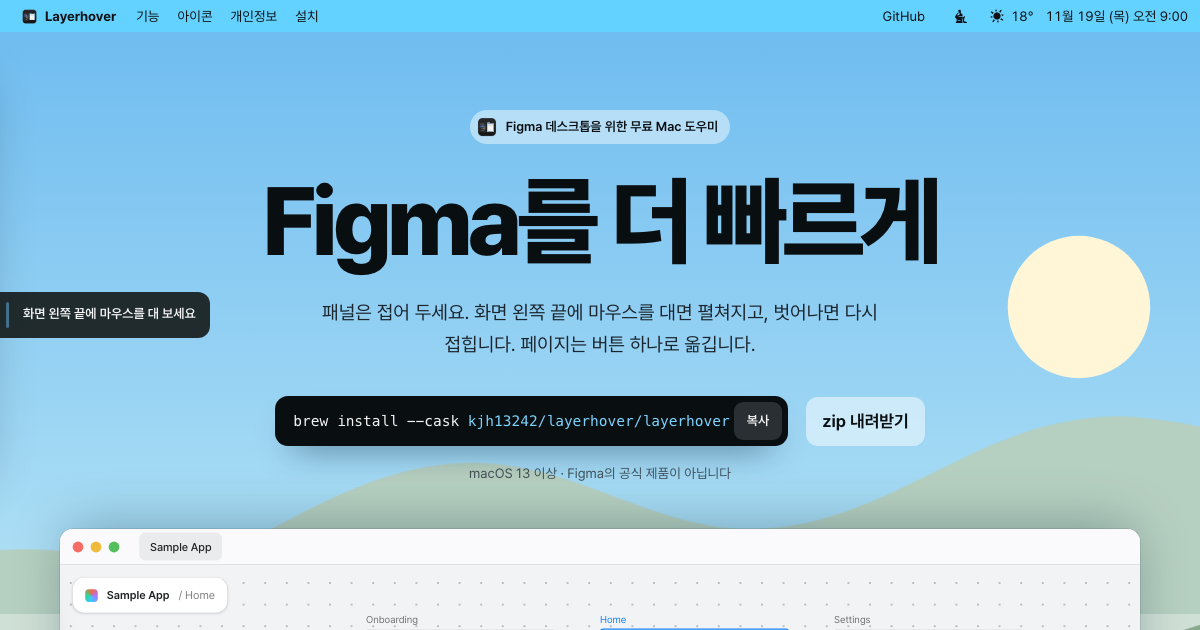 Layerhover 기능 아이콘 개인정보 설치 GitHub 18° 11월 19일 (목) 오전 9:00
Figma 데스크톱을 위한 무료 Mac 도우미
Figma를 더 빠르게
화면 왼쪽 끝에 마우스를 대 보세요
패널은 접어 두세요. 화면 왼쪽 끝에 마우스를 대면 펼쳐지고, 벗어나면 다시
접힙니다. 페이지는 버튼 하나로 옮깁니다.
brew install --cask kjh13242/layerhover/layerhover 복사 zip 내려받기
macOS 13 이상 · Figma의 공식 제품이 아닙니다
Sample App
Sample App / Home
Onboarding Home Settings